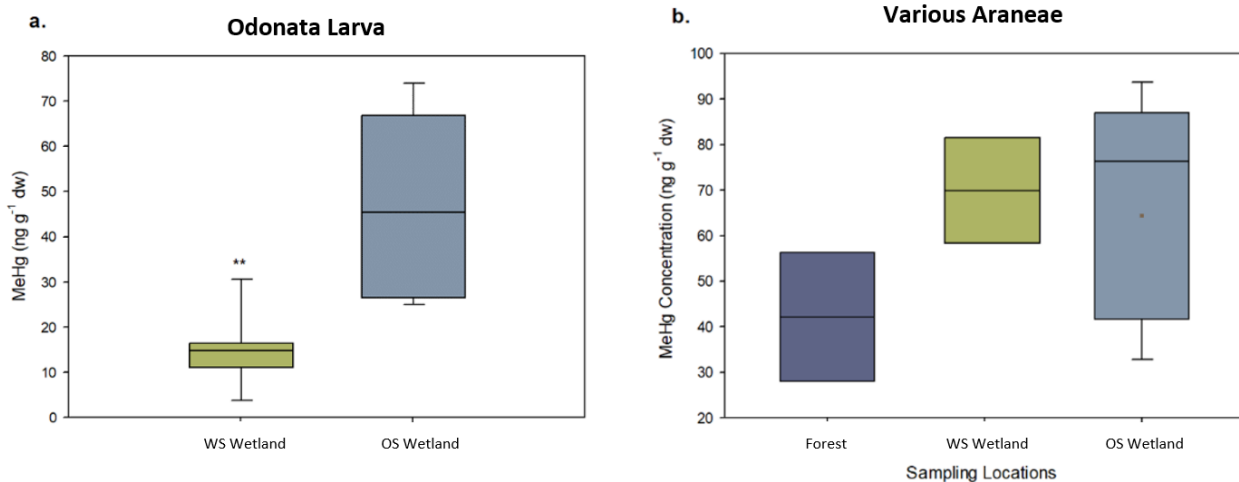 a.
Odonata Larva
MeHg (ng g⁻¹ dw)
80
70
60
50
40
30
20
10
0
**
WS Wetland
OS Wetland
b.
Various Araneae
MeHg Concentration (ng g⁻¹ dw)
100
90
80
70
60
50
40
30
20
Forest
WS Wetland
OS Wetland
Sampling Locations